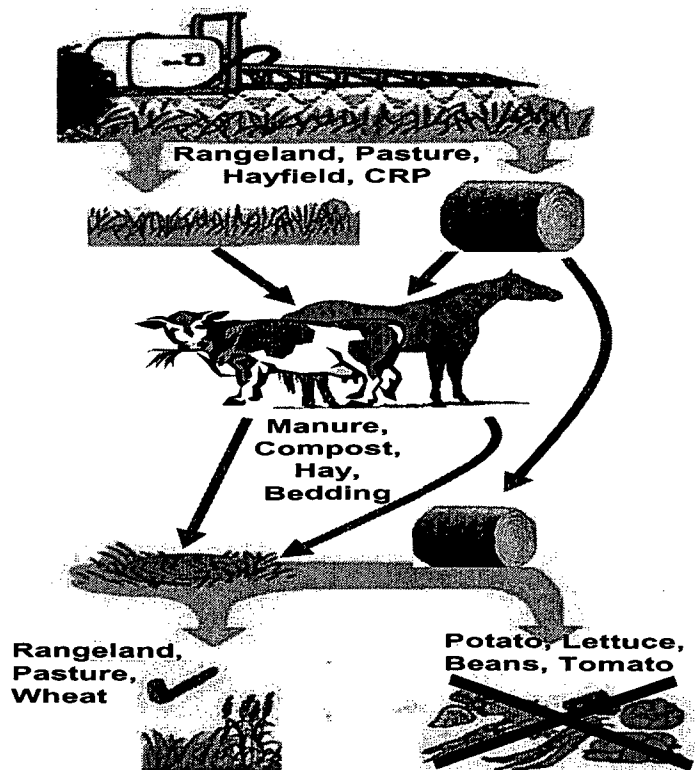 Rangeland, Pasture,
Hayfield, CRP
Manure,
Compost,
Hay,
Bedding
Rangeland,
Pasture,
Wheat
Potato, Lettuce,
Beans, Tomato